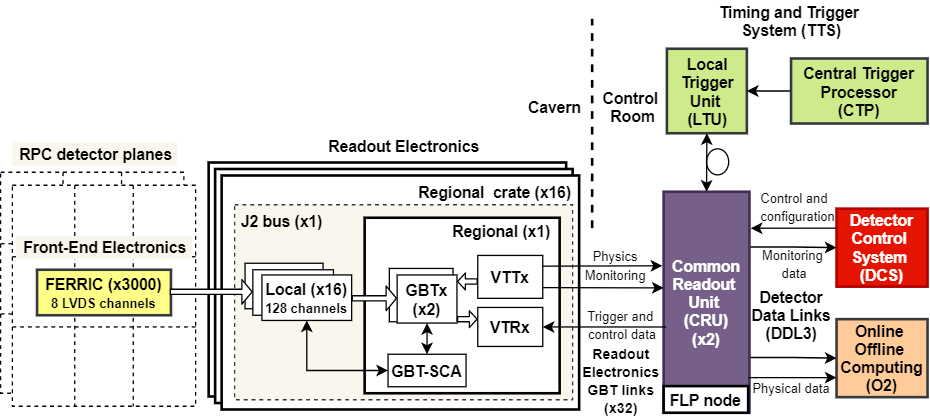 Timing and Trigger
System (TTS)
Local
Trigger
Unit
(LTU)
Central Trigger
Processor
(CTP)
Cavern
Control
Room
RPC detector planes
Readout Electronics
Regional crate (x16)
J2 bus (x1)
Regional (x1)
Front-End Electronics
FERRIC (x3000)
8 LVDS channels
Local (x16)
128 channels
GBTx
(x2)
VTTx
VTRx
GBT-SCA
Physics
Monitoring
Trigger and
control data
Readout
Electronics
GBT links
(x32)
Common
Readout
Unit
(CRU)
(x2)
FLP node
Control and
configuration
Monitoring
data
Detector
Control
System
(DCS)
Detector
Data Links
(DDL3)
Physical data
Online
Offline
Computing
(O2)